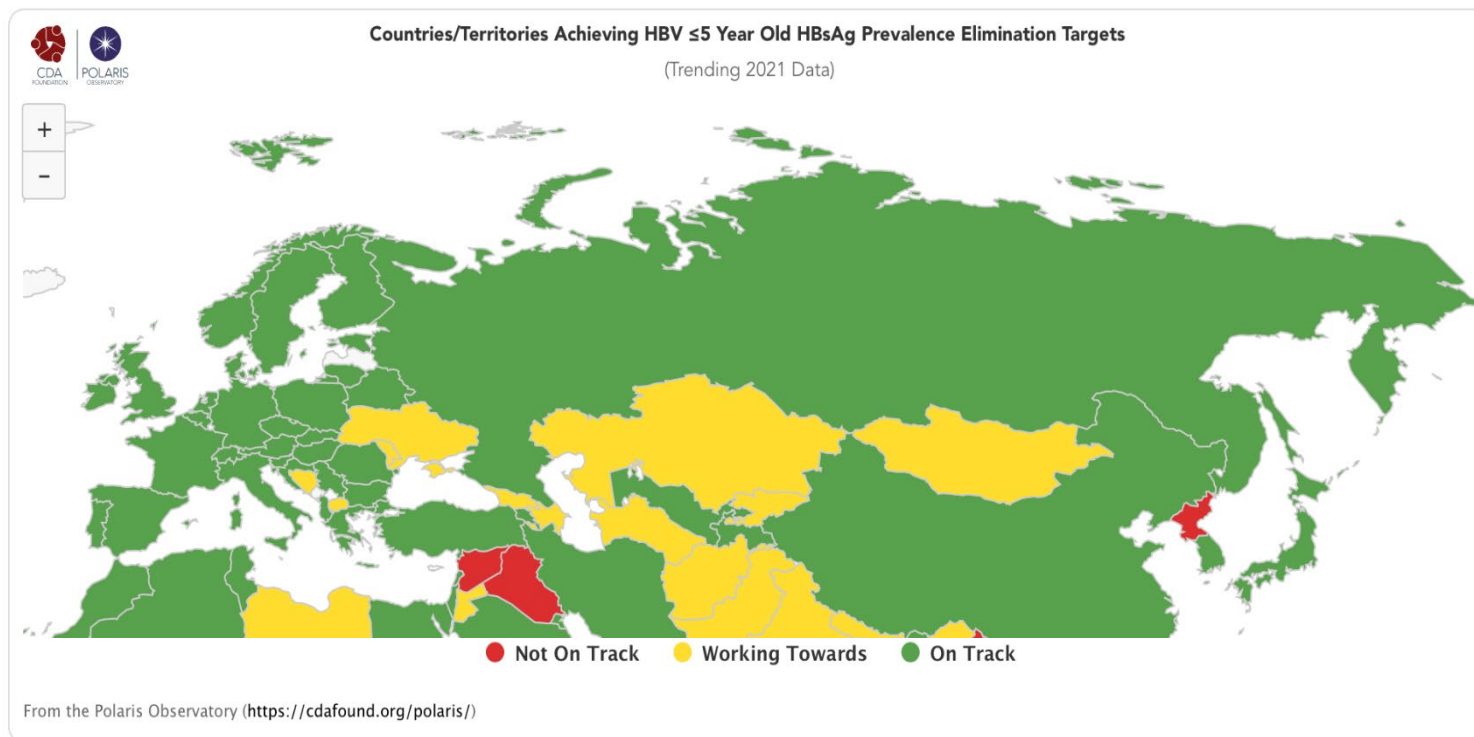 Countries/Territories Achieving HBV ≤5 Year Old HBsAg Prevalence Elimination Targets
(Trending 2021 Data)
CDA
FOUNDATION
POLARIS
OBSERVATORY
+
-
Not On Track
Working Towards
On Track
From the Polaris Observatory (https://cdafound.org/polaris/)